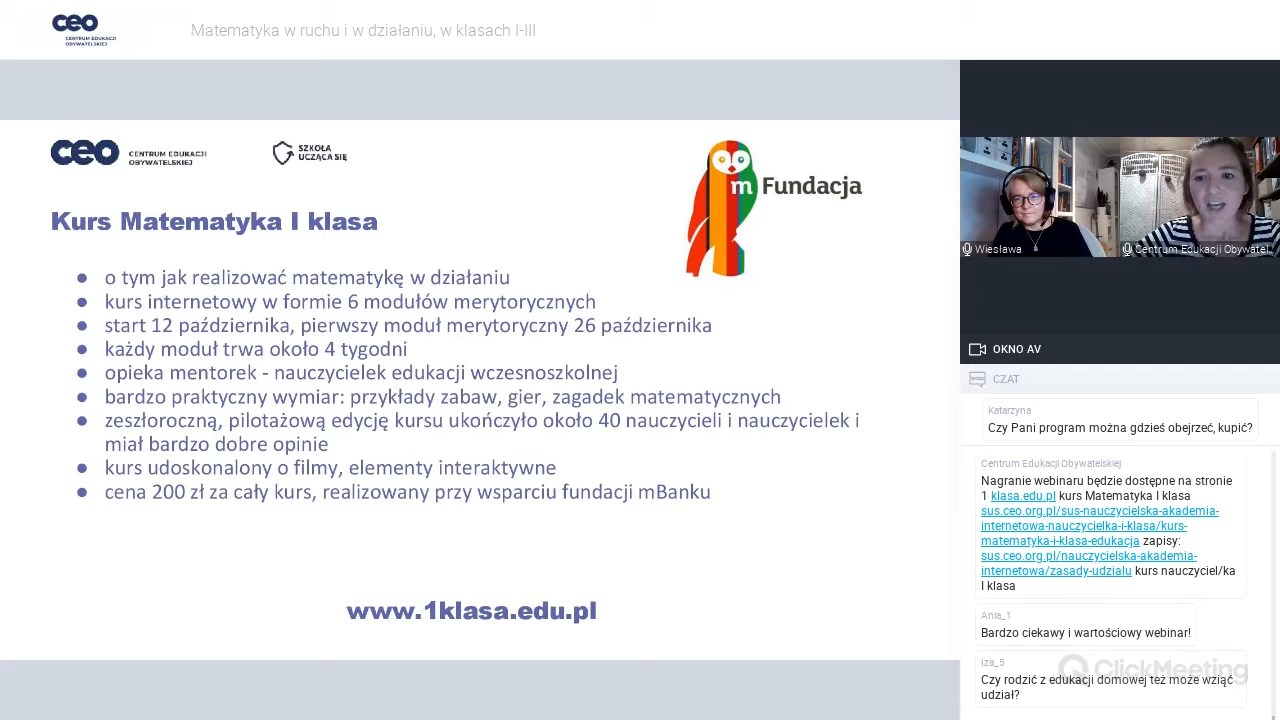 ceo
CENTRUM EDUKACJI
OBYWATELSKIEJ
Matematyka w ruchu i w działaniu, w klasach I-III
ceo
CENTRUM EDUKACJI
OBYWATELSKIEJ
SZKOŁA
UCZĄCA SIĘ
m Fundacja
Kurs Matematyka I klasa
● o tym jak realizować matematykę w działaniu
● kurs internetowy w formie 6 modułów merytorycznych
● start 12 października, pierwszy moduł merytoryczny 26 października
● każdy moduł trwa około 4 tygodni
● opieka mentorek - nauczycielek edukacji wczesnoszkolnej
● bardzo praktyczny wymiar: przykłady zabaw, gier, zagadek matematycznych
● zeszłoroczną, pilotażową edycję kursu ukończyło około 40 nauczycieli i nauczycielek i
miał bardzo dobre opinie
● kurs udoskonalony o filmy, elementy interaktywne
● cena 200 zł za cały kurs, realizowany przy wsparciu fundacji mBanku
www.1klasa.edu.pl
Wiesława
Centrum Edukacji Obywatel...
OKNO AV
CZAT
Katarzyna
Czy Pani program można gdzieś obejrzeć, kupić?
Centrum Edukacji Obywatelskiej
Nagranie webinaru będzie dostępne na stronie
1 klasa.edu.pl kurs Matematyka I klasa
sus.ceo.org.pl/sus-nauczycielska-akademia-
internetowa-nauczycielka-i-klasa/kurs-
matematyka-i-klasa-edukacja zapisy:
sus.ceo.org.pl/nauczycielska-akademia-
internetowa/zasady-udzialu kurs nauczyciel/ka
I klasa
Ania_1
Bardzo ciekawy i wartościowy webinar!
iza_5
Czy rodzić z edukacji domowej też może wziąć
udział?
ClickMeeting